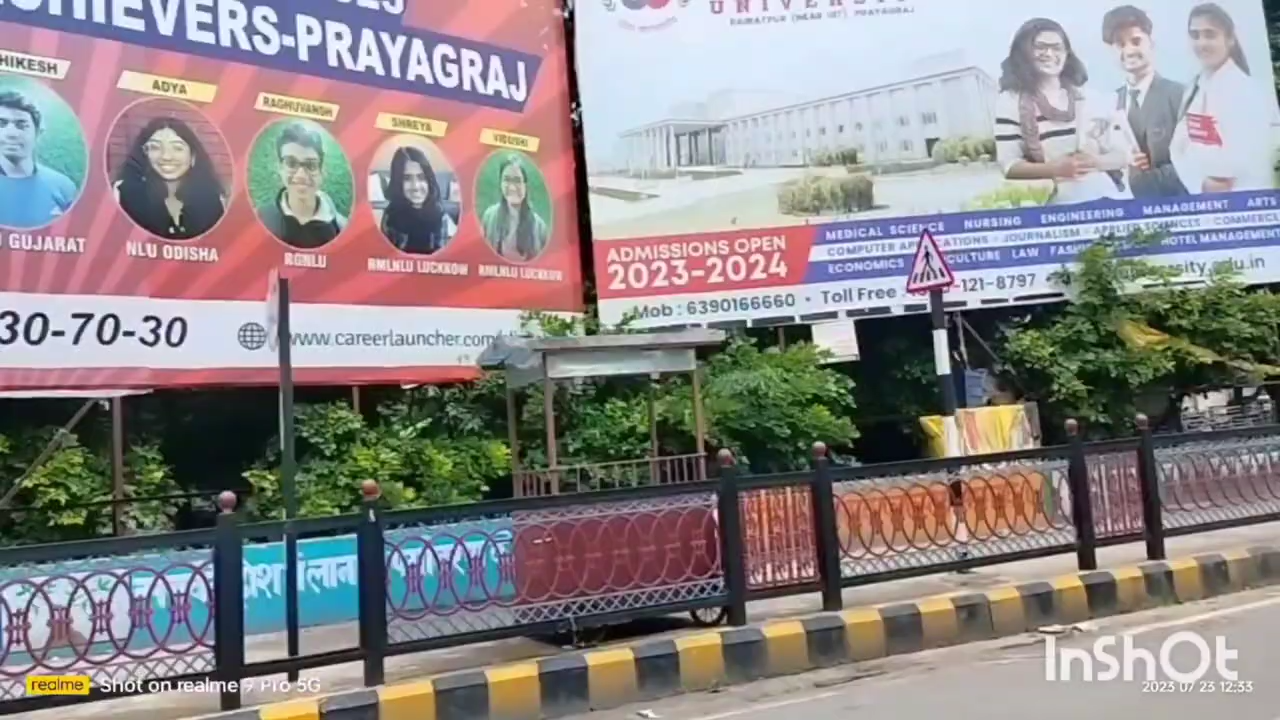 ACHIEVERS-PRAYAGRAJ
ADYA
RAGHUVANSH
SHREYA
VIDUSHI
GUJARAT
NLU ODISHA
RGNLU
RMLNLU LUCKNOW
RMLNLU LUCKNOW
30-70-30
www.careerlauncher.com
PRAYAGRAJ
ADMISSIONS OPEN
2023-2024
MEDICAL SCIENCE NURSING ENGINEERING MANAGEMENT ARTS
COMPUTER APPLICATIONS JOURNALISM APPLIED SCIENCES COMMERCE
ECONOMICS LAW HOTEL MANAGEMENT
Mob : 6390166660 • Toll Free -121-8797
realme Shot on realme 9 Pro 5G
InShOt
2023 07 23 12:33